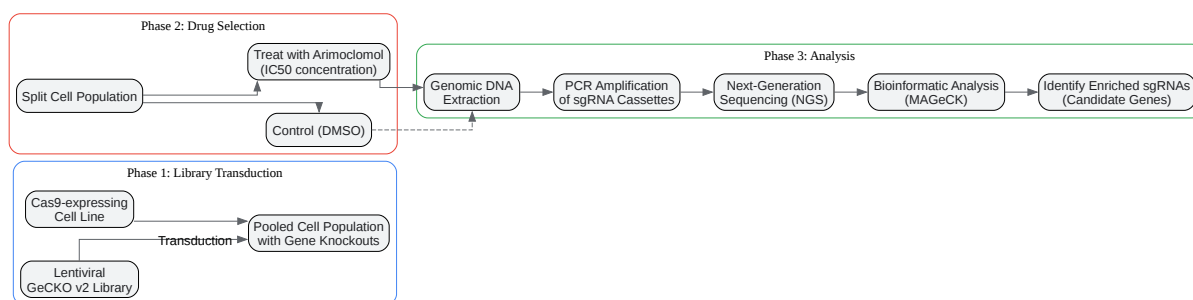 Phase 2: Drug Selection
Split Cell Population
Treat with Arimoclomol
(IC50 concentration)
Control (DMSO)
Phase 3: Analysis
Genomic DNA
Extraction
PCR Amplification
of sgRNA Cassettes
Next-Generation
Sequencing (NGS)
Bioinformatic Analysis
(MAGeCK)
Identify Enriched sgRNAs
(Candidate Genes)
Phase 1: Library Transduction
Cas9-expressing
Cell Line
Lentiviral
GeCKO v2 Library
Transduction
Pooled Cell Population
with Gene Knockouts